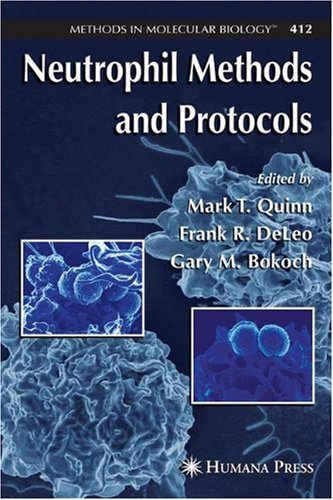 METHODS IN MOLECULAR BIOLOGY™ 412
Neutrophil Methods
and Protocols
Edited by
Mark T. Quinn
Frank R. DeLeo
Gary M. Bokoch
HUMANA PRESS